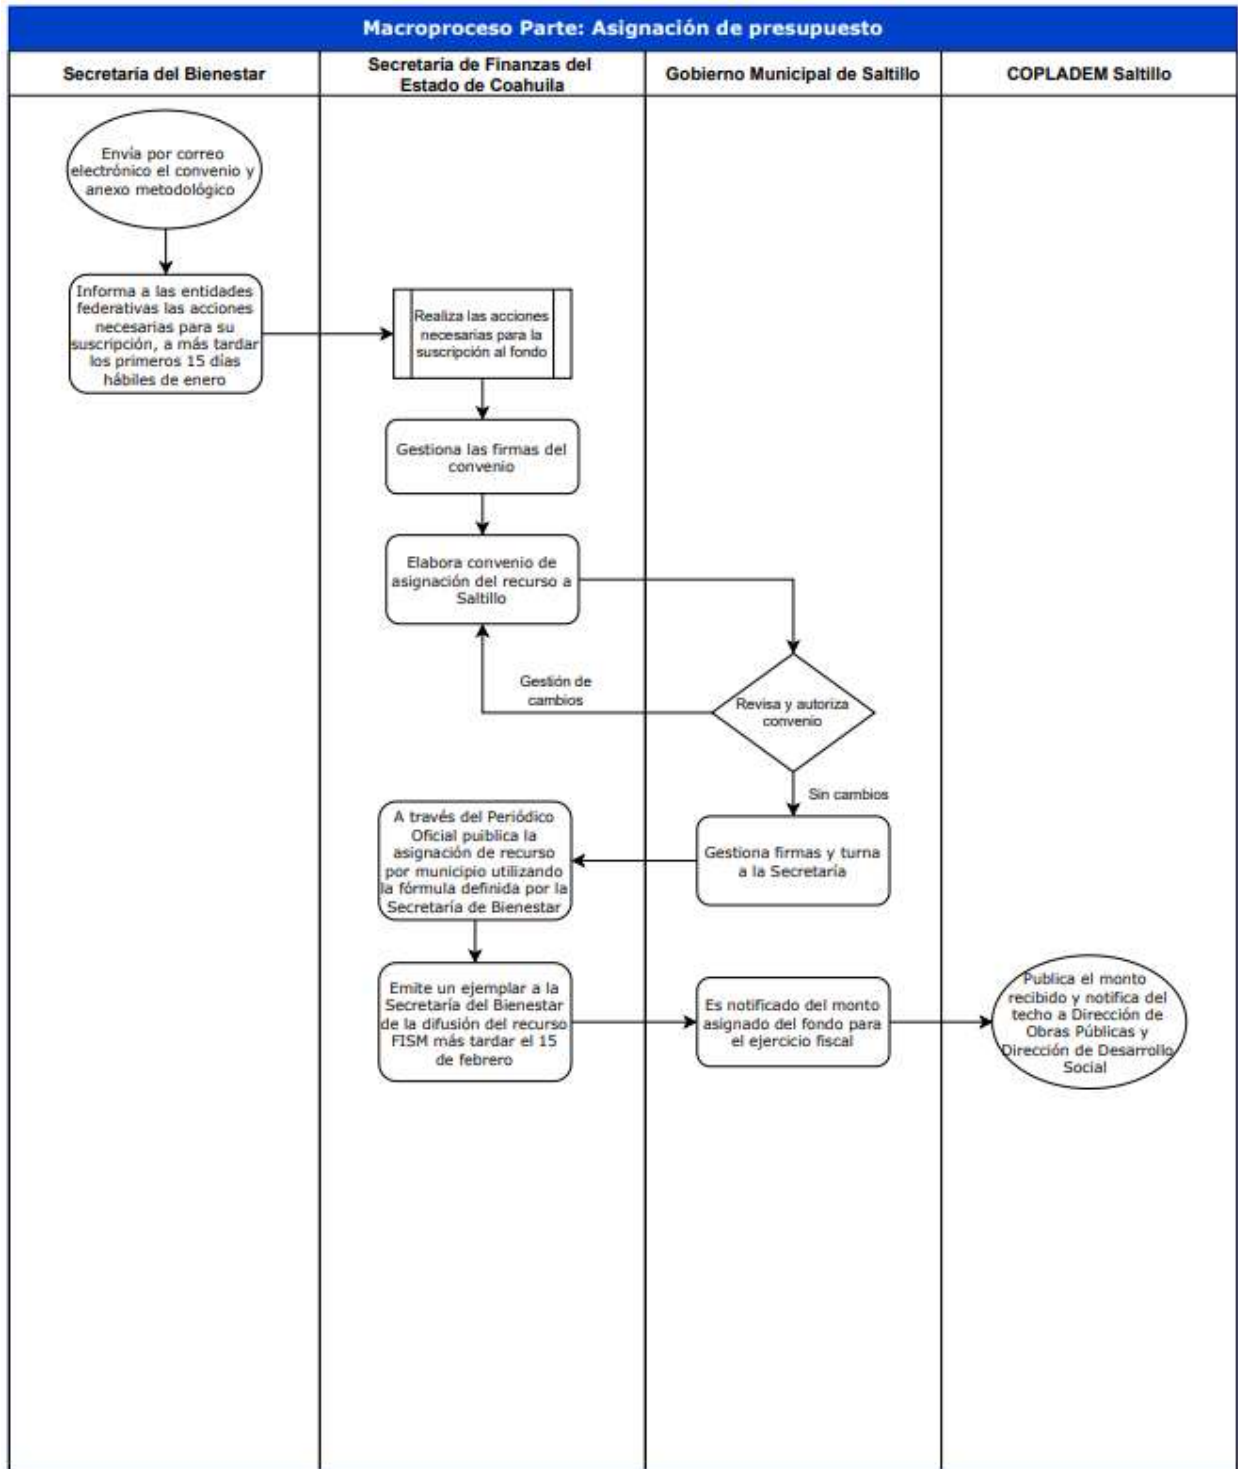 Macroproceso Parte: Asignación de presupuesto
Secretaría del Bienestar
Secretaría de Finanzas del
Estado de Coahuila
Gobierno Municipal de Saltillo
COPLADEM Saltillo
Envía por correo
electrónico el convenio y
anexo metodológico
Informa a las entidades
federativas las acciones
necesarias para su
suscripción, a más tardar
los primeros 15 días
hábiles de enero
Realiza las acciones
necesarias para la
suscripción al fondo
Gestiona las firmas del
convenio
Elabora convenio de
asignación del recurso a
Saltillo
Gestión de
cambios
Revisa y autoriza
convenio
Sin cambios
Gestiona firmas y turna
a la Secretaría
A través del Periódico
Oficial puiblica la
asignación de recurso
por municipio utilizando
la fórmula definida por la
Secretaría de Bienestar
Emite un ejemplar a la
Secretaría del Bienestar
de la difusión del recurso
FISM más tardar el 15
de febrero
Es notificado del monto
asignado del fondo para
el ejercicio fiscal
Publica el monto
recibido y notifica del
techo a Dirección de
Obras Públicas y
Dirección de Desarrollo
Social